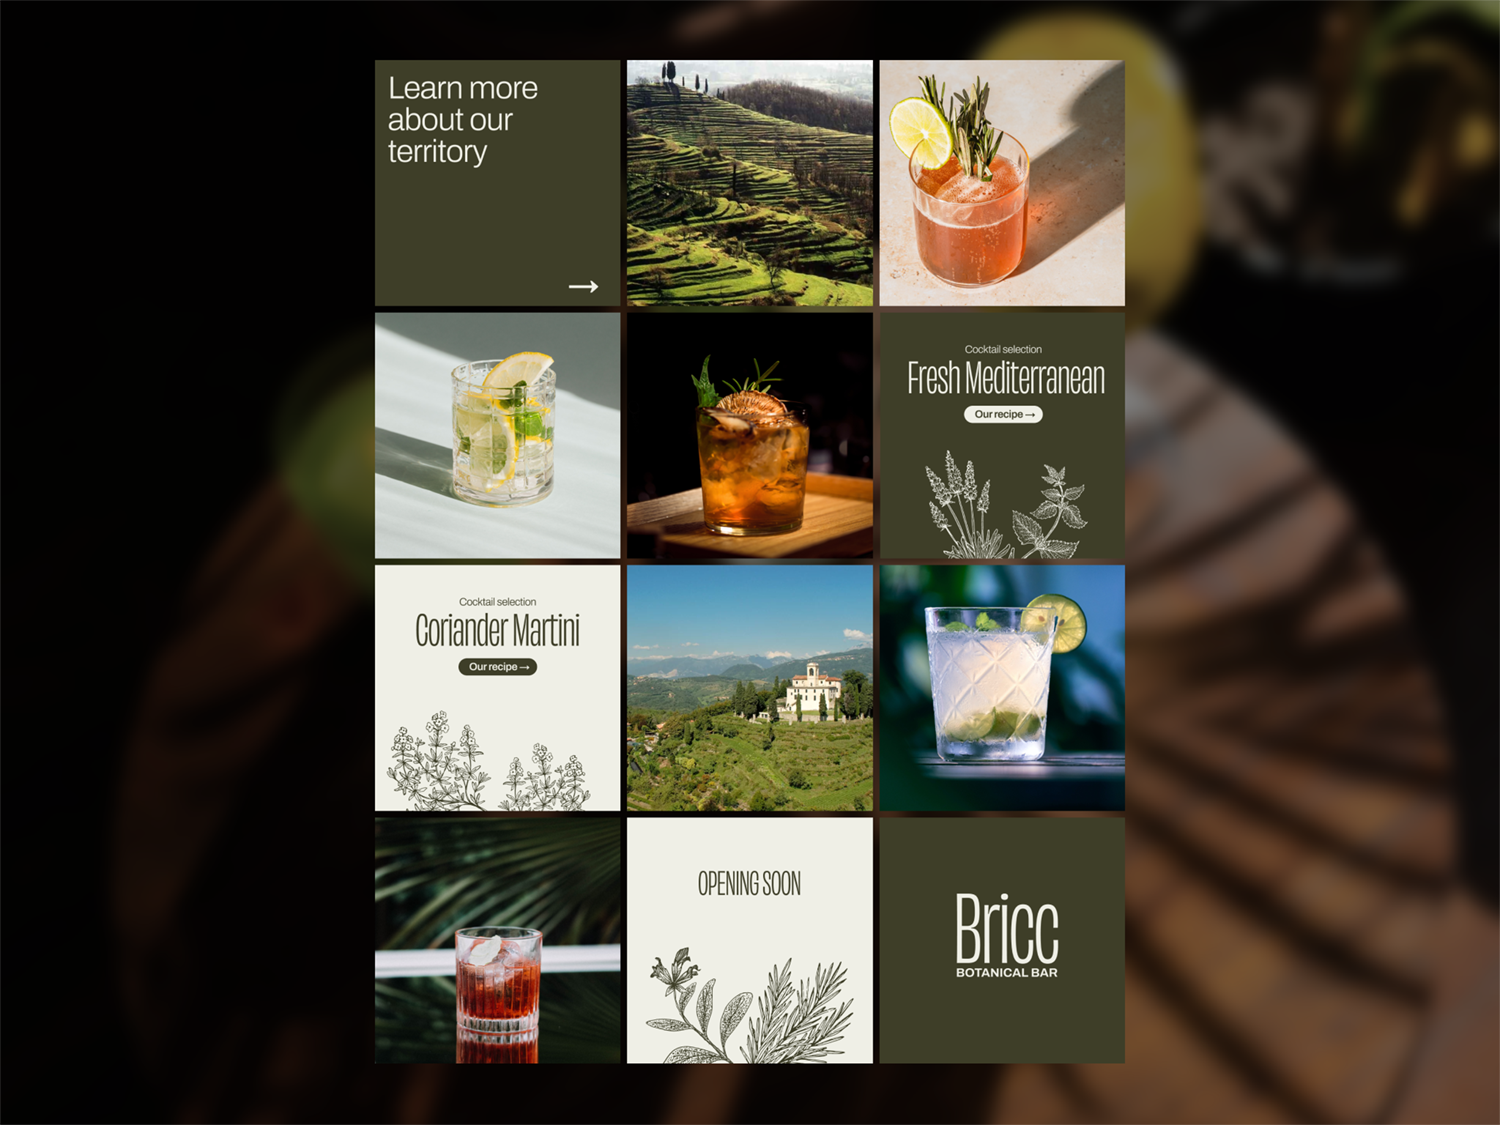 Learn more
about our
territory
→
Cocktail selection
Fresh Mediterranean
Our recipe →
Cocktail selection
Coriander Martini
Our recipe →
OPENING SOON
Bricc
BOTANICAL BAR